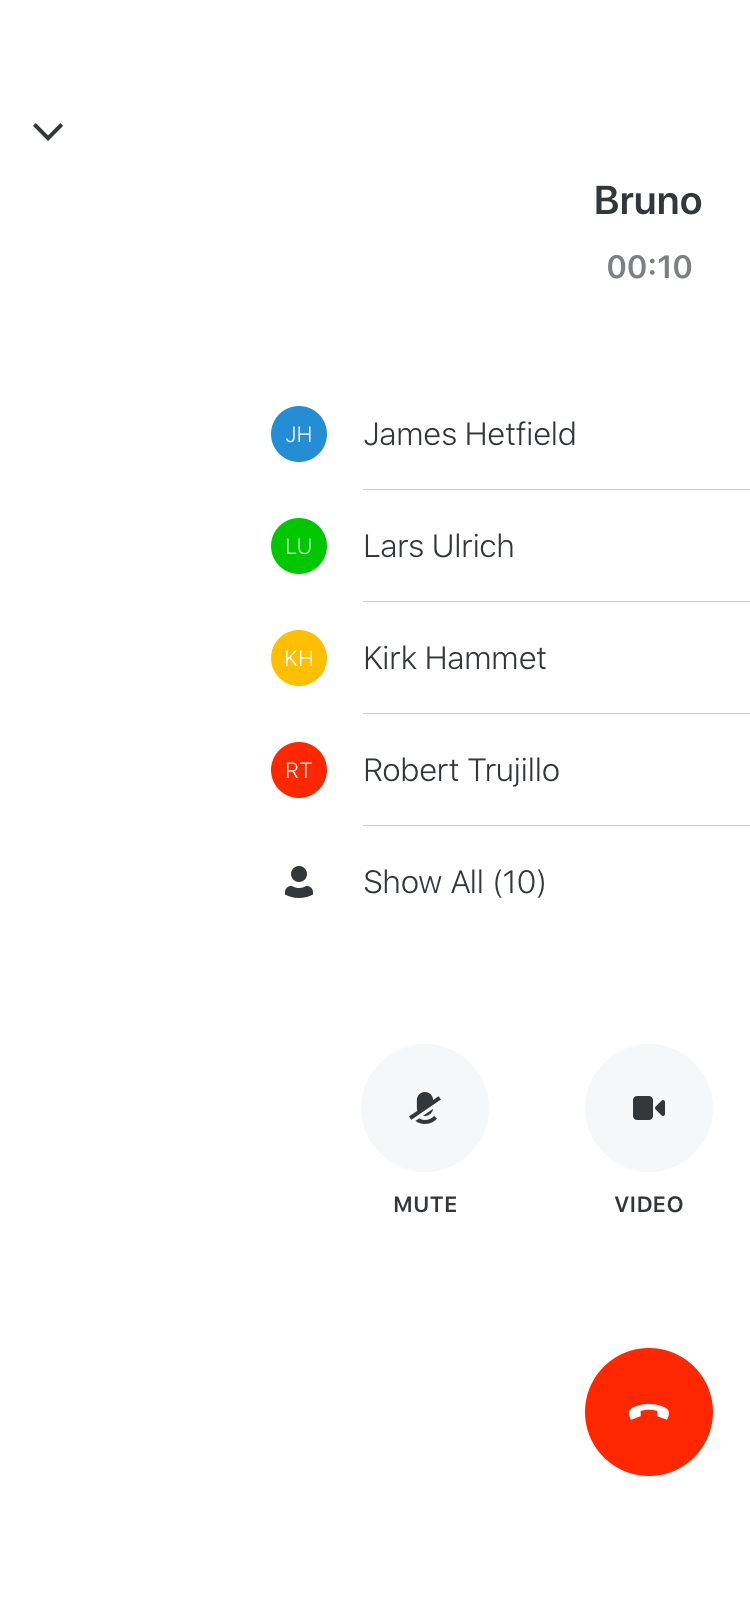 Bruno
00:10
JH James Hetfield
LU Lars Ulrich
KH Kirk Hammet
RT Robert Trujillo
Show All (10)
MUTE VIDEO